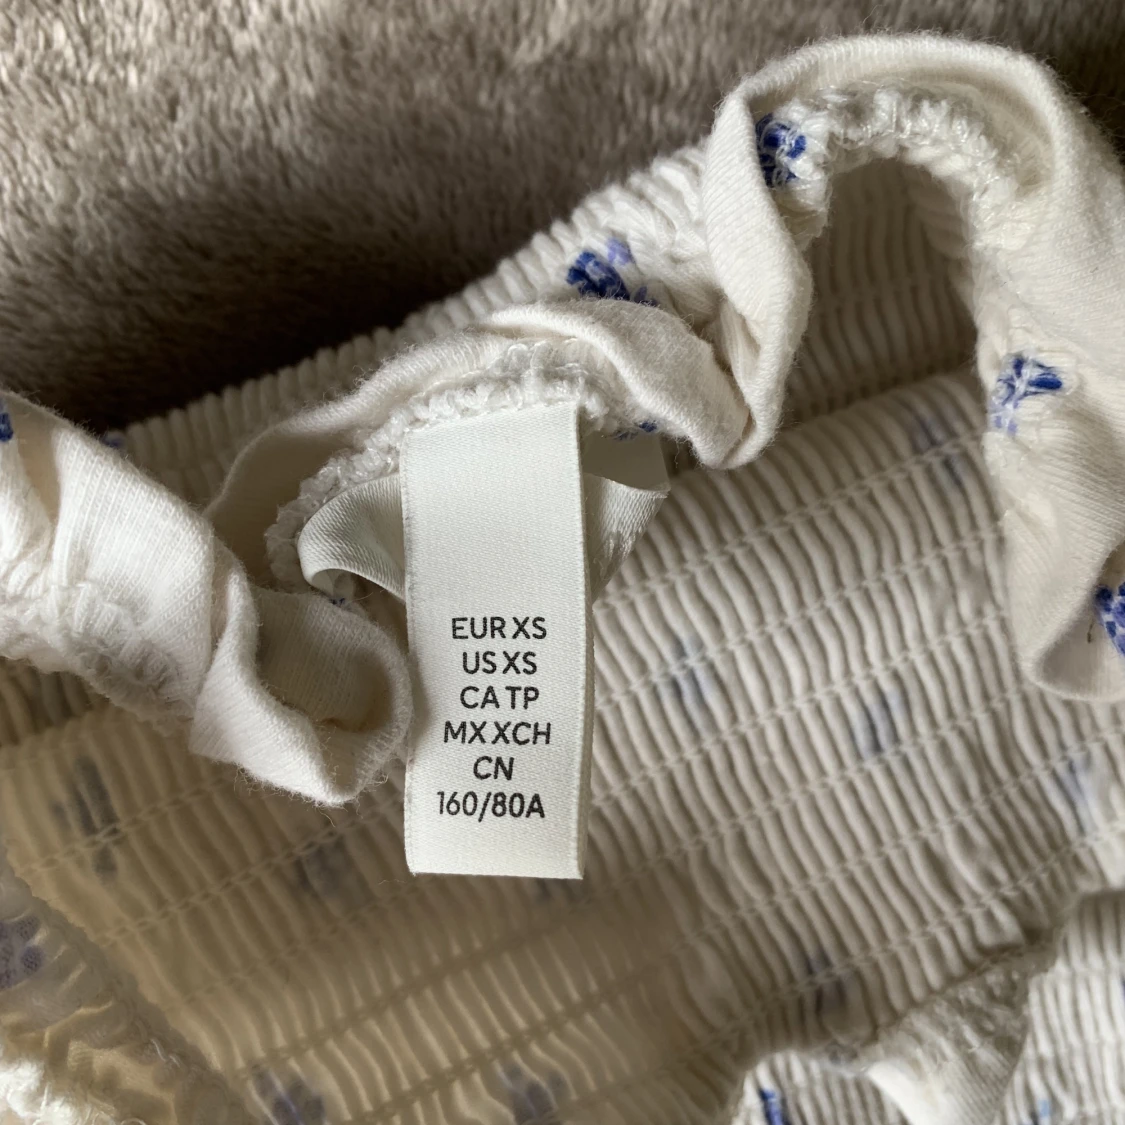 EUR XS
US XS
CA TP
MX XCH
CN
160/80A